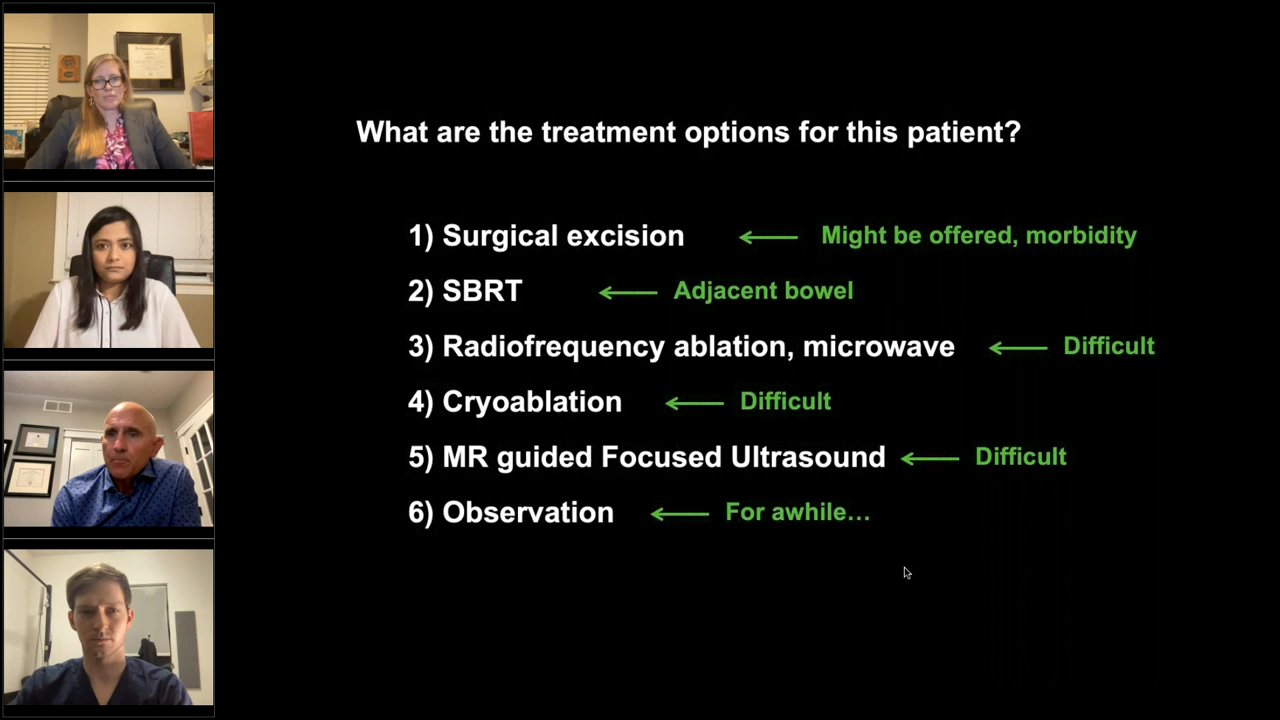 What are the treatment options for this patient?
1) Surgical excision ← Might be offered, morbidity
2) SBRT ← Adjacent bowel
3) Radiofrequency ablation, microwave ← Difficult
4) Cryoablation ← Difficult
5) MR guided Focused Ultrasound ← Difficult
6) Observation ← For awhile…